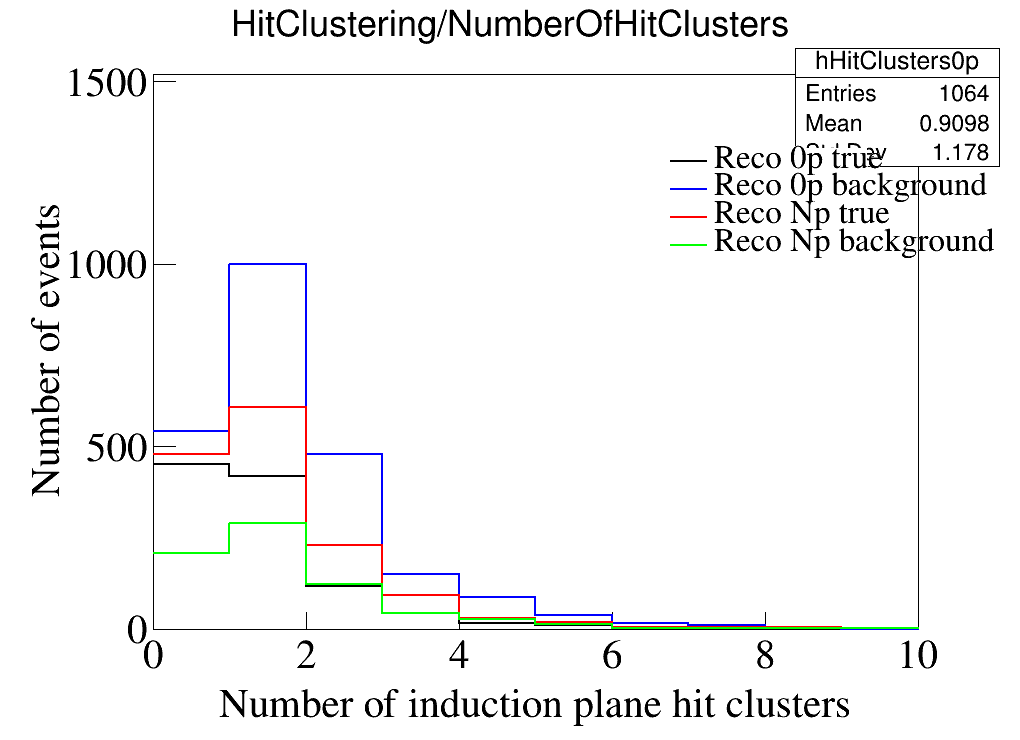 HitClustering/NumberOfHitClusters
hHitClusters0p
Entries 1064
Mean 0.9098
1.178
Reco 0p true
Reco 0p background
Reco Np true
Reco Np background
Number of events
1500
1000
500
0
0 2 4 6 8 10
Number of induction plane hit clusters